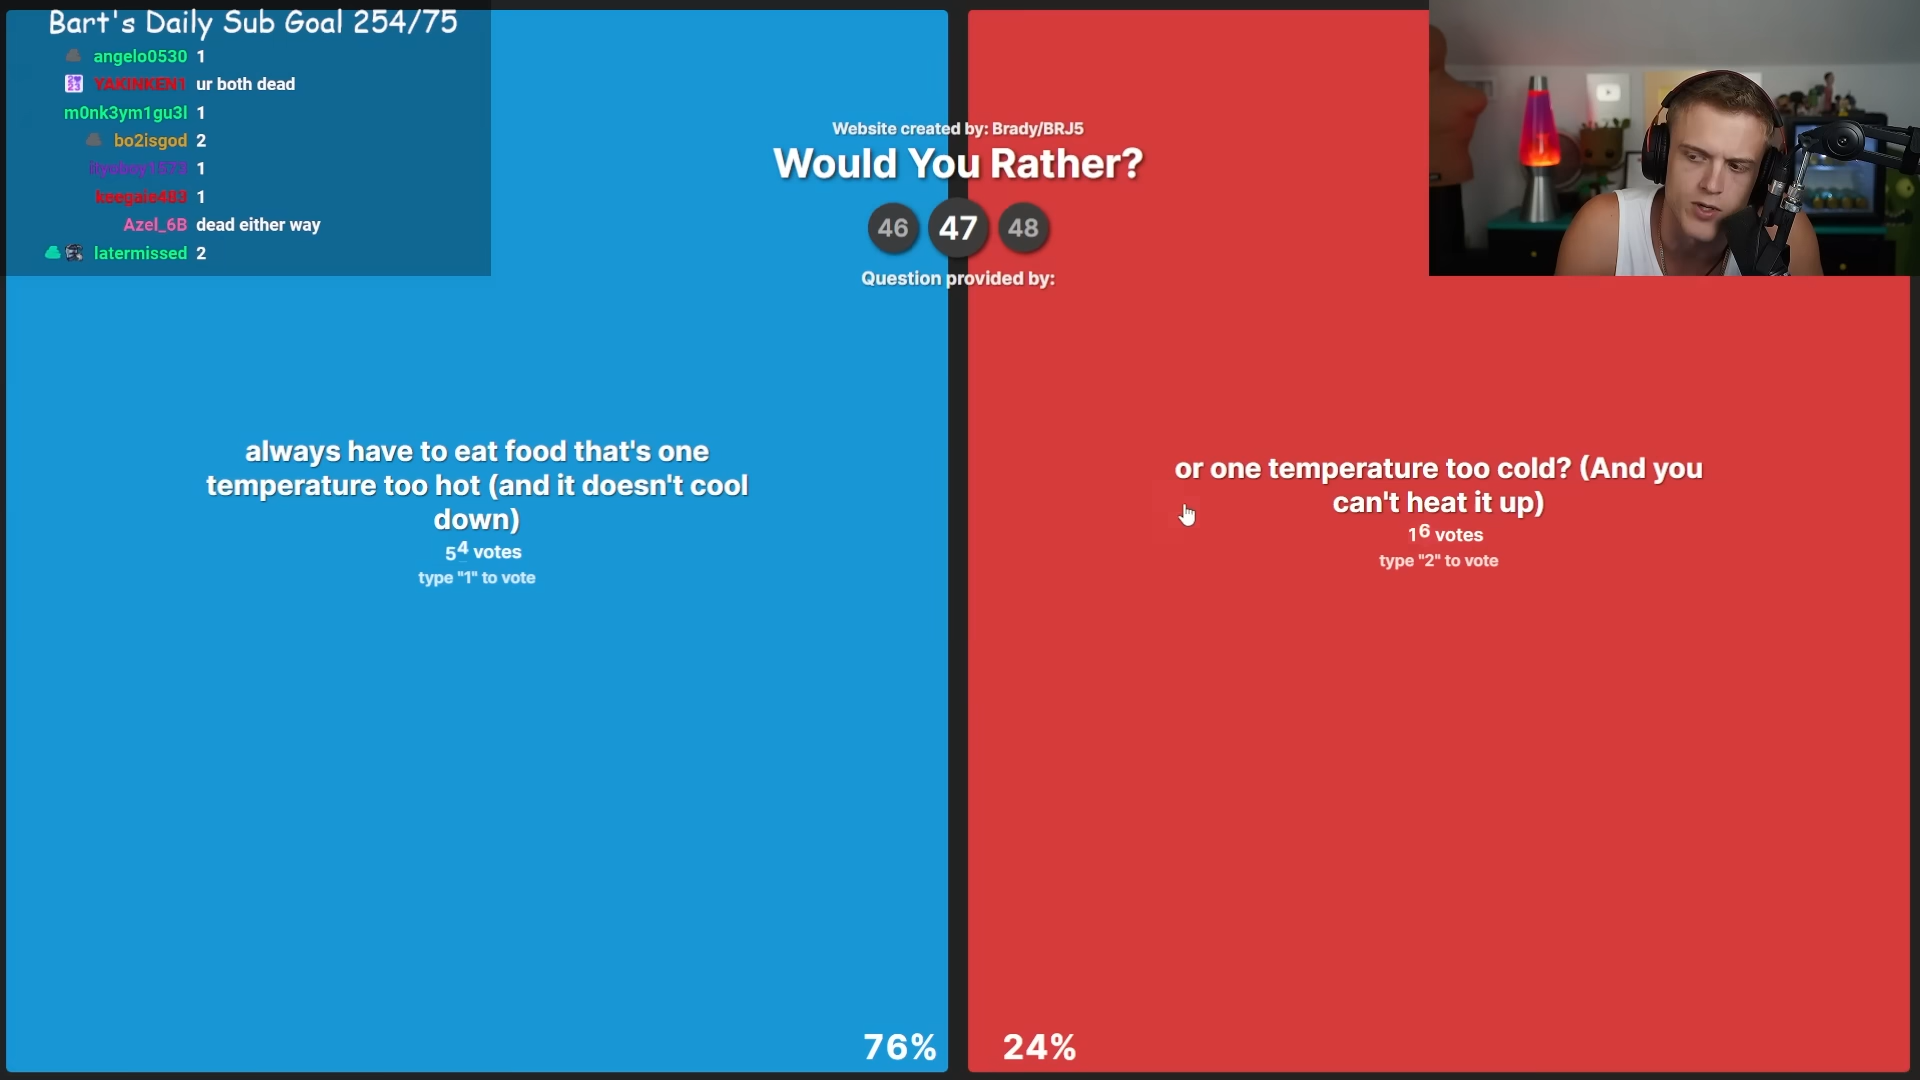 Bart's Daily Sub Goal 254/75
angelo0530 1
YAKINKEN1 ur both dead
m0nk3ym1gu3l 1
bo2isgod 2
1
keegaie483 1
Azel_6B dead either way
latermissed 2
Website created by: Brady/BRJ5
Would You Rather?
46 47 48
Question provided by:
always have to eat food that's one
temperature too hot (and it doesn't cool
down)
54 votes
type "1" to vote
or one temperature too cold? (And you
can't heat it up)
16 votes
type "2" to vote
76% 24%